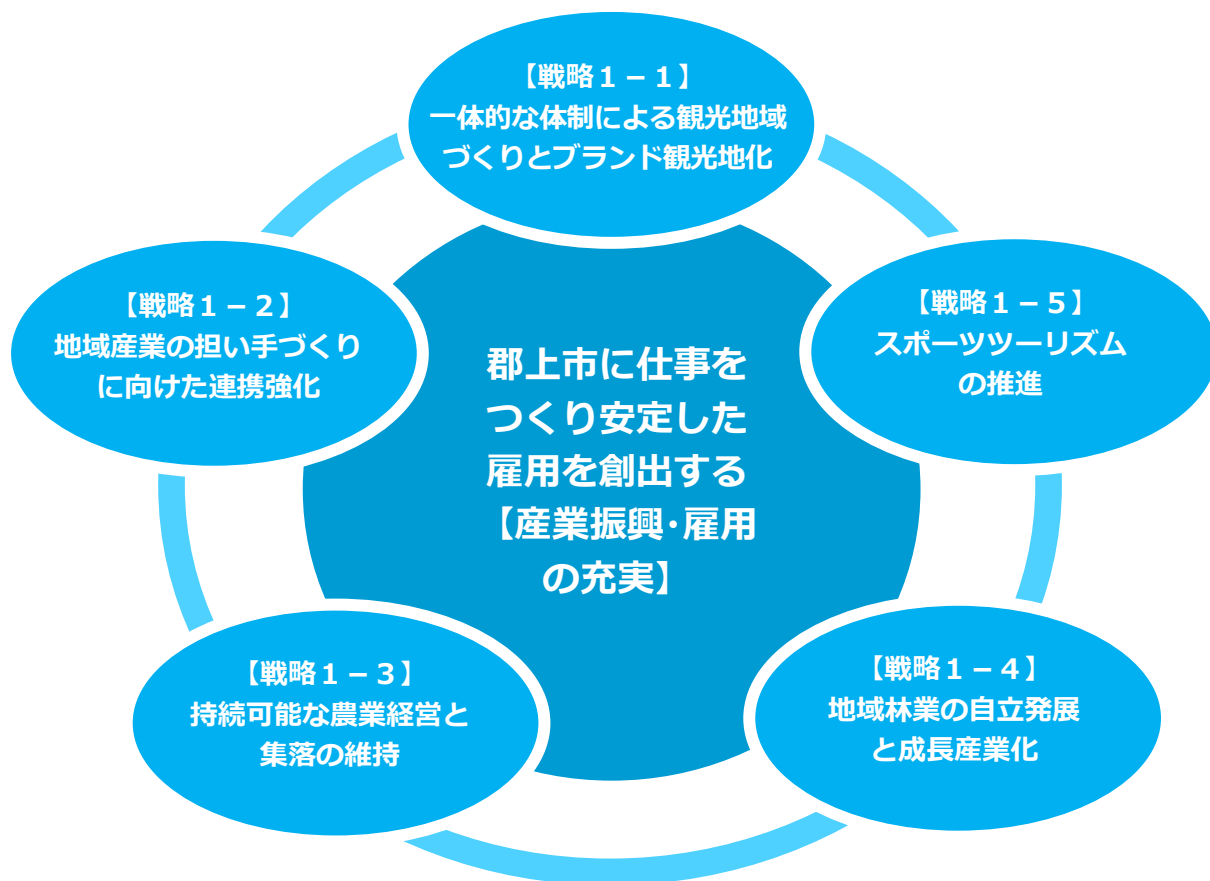 【戦略１－１】
一体的な体制による観光地域
づくりとブランド観光地化
【戦略１－２】
地域産業の担い手づくり
に向けた連携強化
【戦略１－５】
スポーツツーリズム
の推進
郡上市に仕事を
つくり安定した
雇用を創出する
【産業振興･雇用
の充実】
【戦略１－３】
持続可能な農業経営と
集落の維持
【戦略１－４】
地域林業の自立発展
と成長産業化